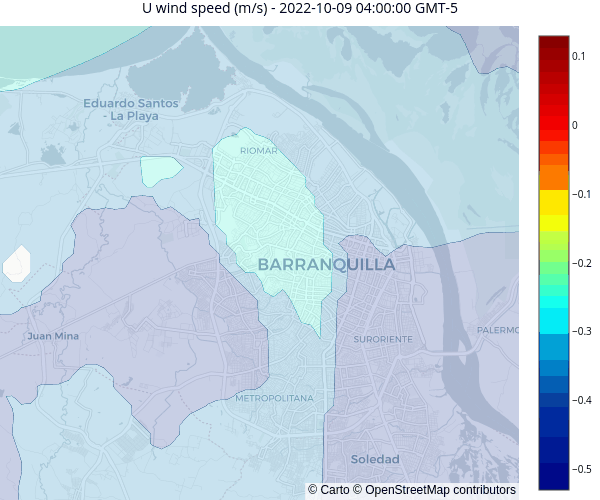 U wind speed (m/s) - 2022-10-09 04:00:00 GMT-5
Eduardo Santos
- La Playa
RIOMAR
BARRANQUILLA
Juan Mina
SURORIENTE
PALERMO
METROPOLITANA
Soledad
© Carto © OpenStreetMap contributors
0.1
0
−0.1
−0.2
−0.3
−0.4
−0.5